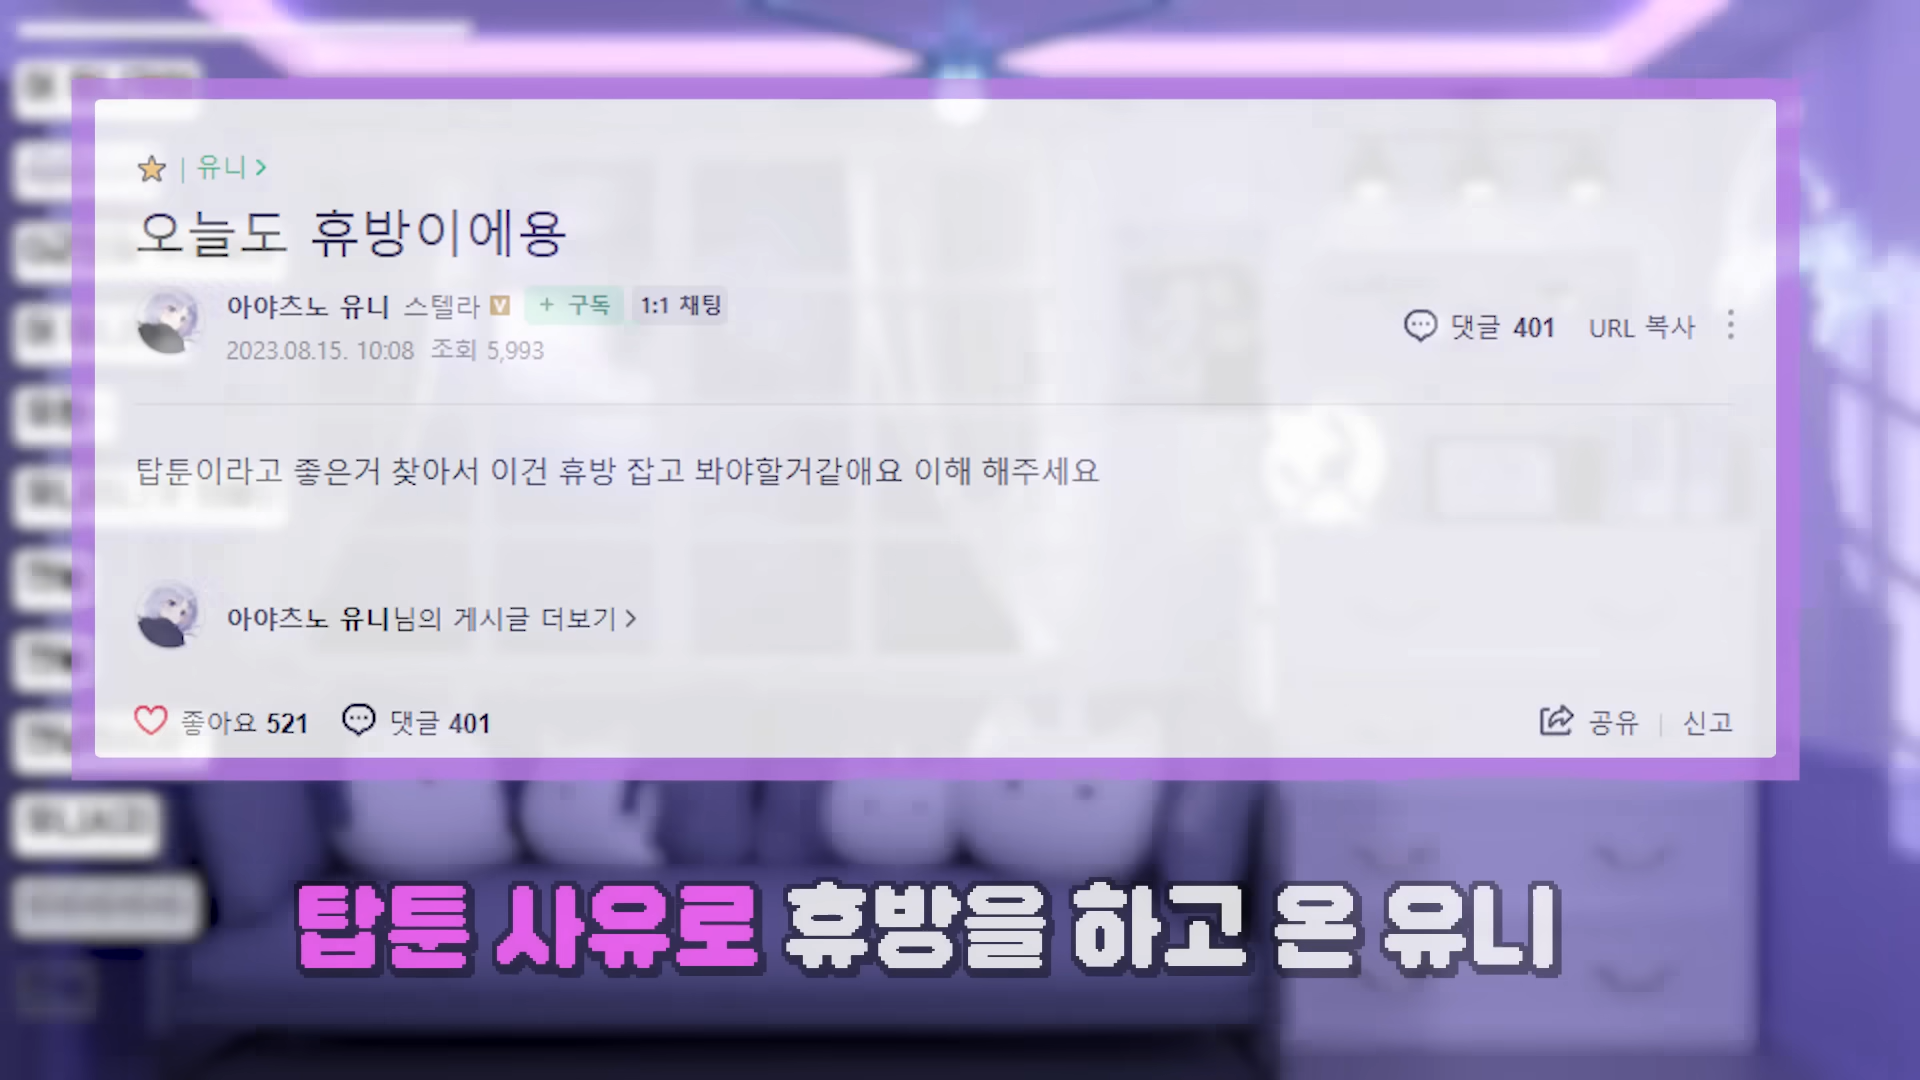 | 유니 >
오늘도 휴방이에용
아야츠노 유니 스텔라 V + 구독 1:1 채팅
2023.08.15. 10:08 조회 5,993
댓글 401 URL 복사
탑툰이라고 좋은거 찾아서 이건 휴방 잡고 봐야할거같애요 이해 해주세요
아야츠노 유니님의 게시글 더보기 >
좋아요 521 댓글 401
공유 | 신고
탑툰 사유로 휴방을 하고 온 유니